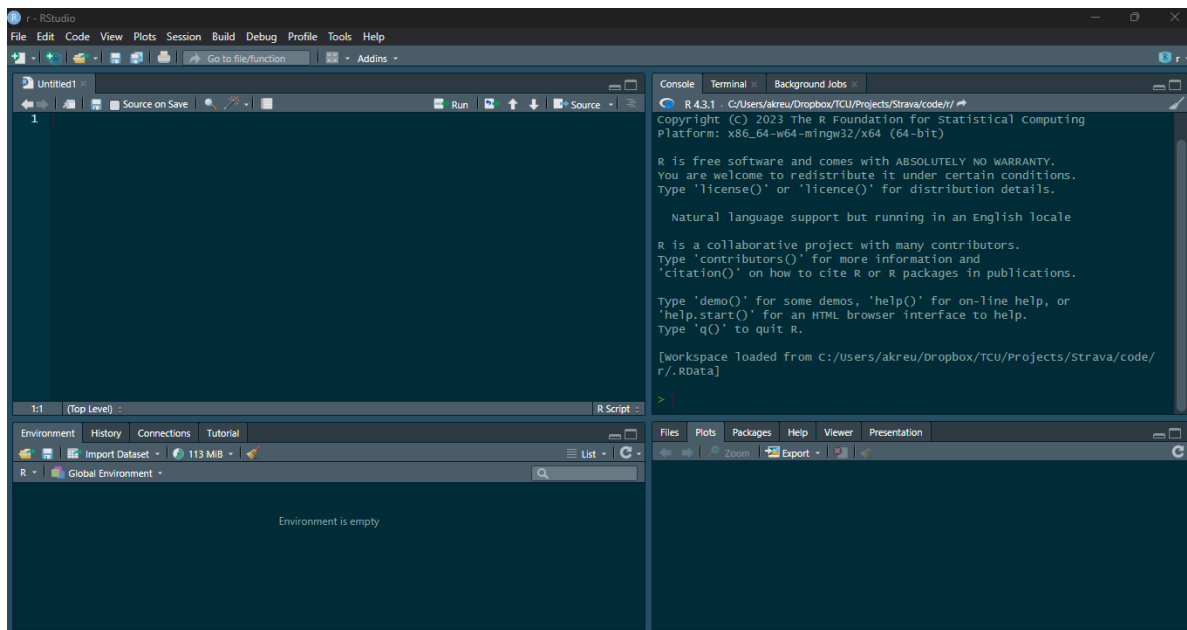 r - RStudio
File Edit Code View Plots Session Build Debug Profile Tools Help
Go to file/function Addins r
Untitled1
Source on Save Run Source
1
1:1 (Top Level) R Script
Console Terminal Background Jobs
R 4.3.1 · C:/Users/akreu/Dropbox/TCU/Projects/Strava/code/r/
Copyright (C) 2023 The R Foundation for Statistical Computing
Platform: x86_64-w64-mingw32/x64 (64-bit)
R is free software and comes with ABSOLUTELY NO WARRANTY.
You are welcome to redistribute it under certain conditions.
Type 'license()' or 'licence()' for distribution details.
Natural language support but running in an English locale
R is a collaborative project with many contributors.
Type 'contributors()' for more information and
'citation()' on how to cite R or R packages in publications.
Type 'demo()' for some demos, 'help()' for on-line help, or
'help.start()' for an HTML browser interface to help.
Type 'q()' to quit R.
[Workspace loaded from C:/Users/akreu/Dropbox/TCU/Projects/Strava/code/
r/.RData]
>
Environment History Connections Tutorial
Import Dataset 113 MiB List
R Global Environment
Environment is empty
Files Plots Packages Help Viewer Presentation
Zoom Export